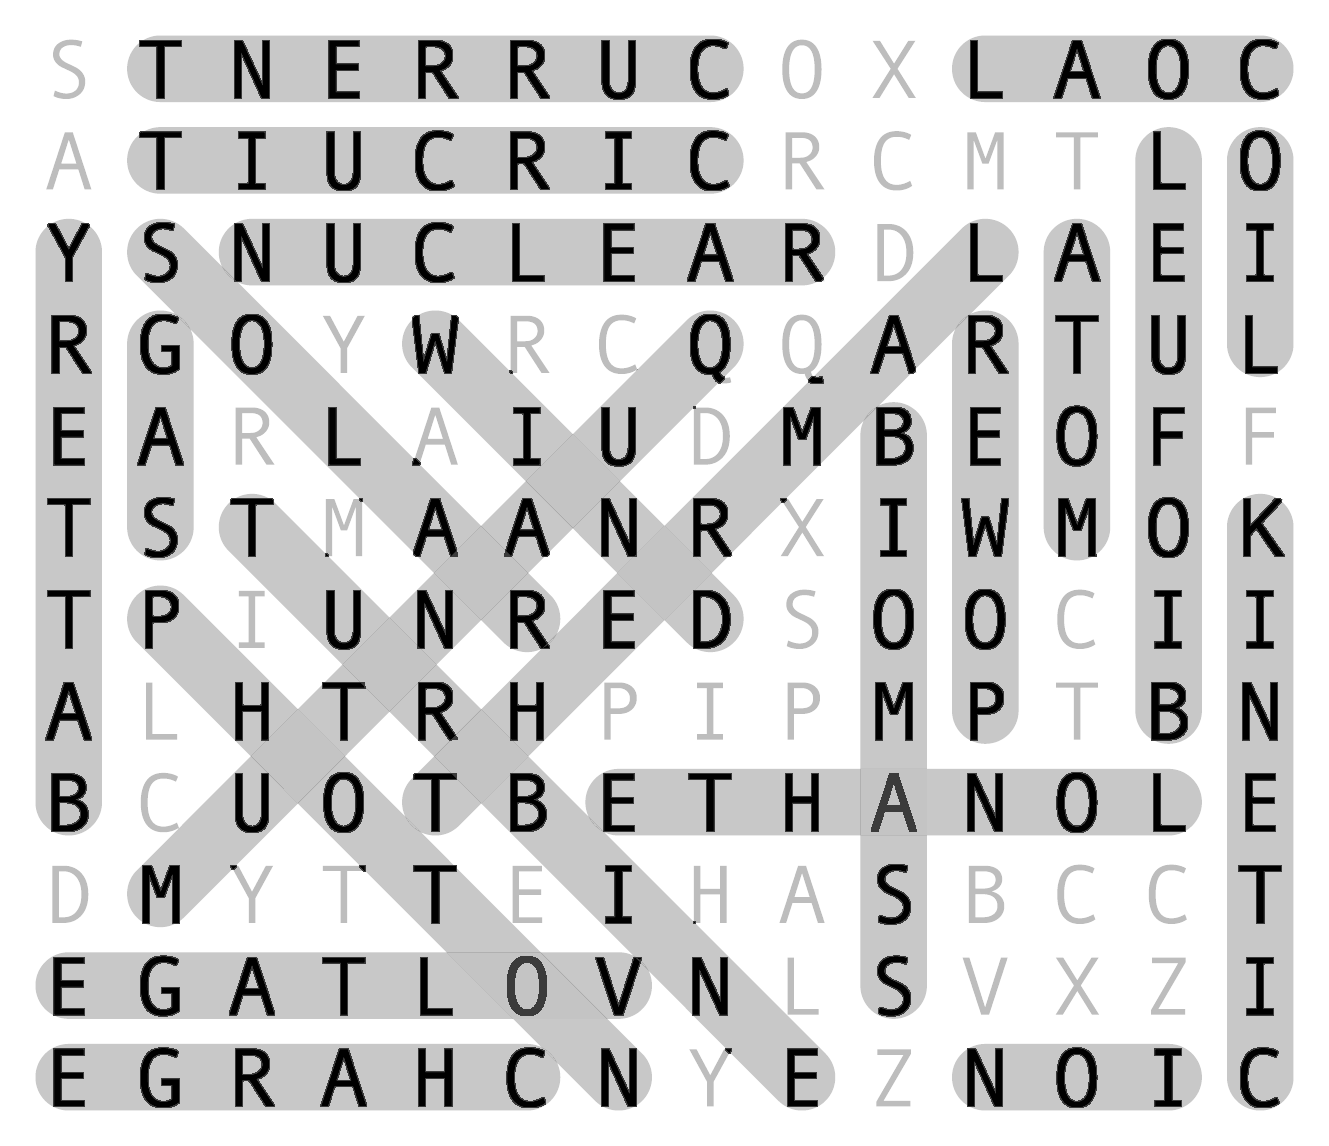 S T N E R R U C O X L A O C
A T I U C R I C R C M T L O
Y S N U C L E A R D L A E I
R G O Y W R C Q Q A R T U L
E A R L A I U D M B E O F F
T S T M A A N R X I W M O K
T P I U N R E D S O O C I I
A L H T R H P I P M P T B N
B C U O T B E T H A N O L E
D M Y T T E I H A S B C C T
E G A T L O V N L S V X Z I
E G R A H C N Y E Z N O I C